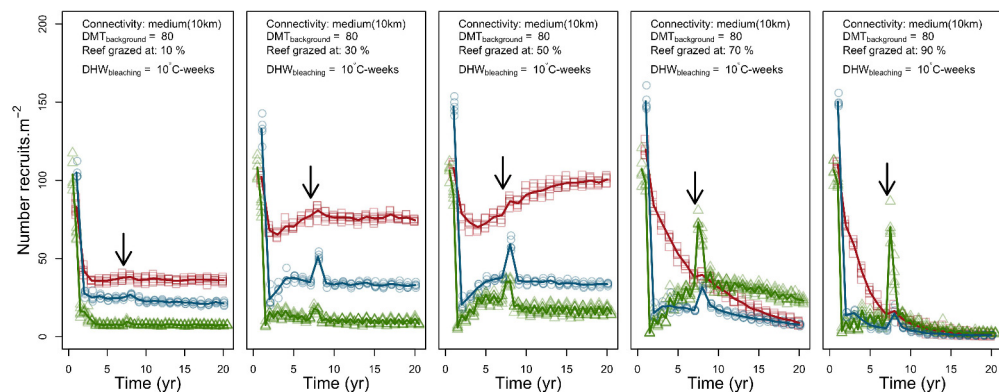 Connectivity: medium(10km)
DMTbackground = 80
Reef grazed at: 10 %
DHWbleaching = 10°C-weeks
Connectivity: medium(10km)
DMTbackground = 80
Reef grazed at: 30 %
DHWbleaching = 10°C-weeks
Connectivity: medium(10km)
DMTbackground = 80
Reef grazed at: 50 %
DHWbleaching = 10°C-weeks
Connectivity: medium(10km)
DMTbackground = 80
Reef grazed at: 70 %
DHWbleaching = 10°C-weeks
Connectivity: medium(10km)
DMTbackground = 80
Reef grazed at: 90 %
DHWbleaching = 10°C-weeks
Number recruits.m-2
200
150
100
50
0
0 5 10 15 20
0 5 10 15 20
0 5 10 15 20
0 5 10 15 20
0 5 10 15 20
Time (yr)
Time (yr)
Time (yr)
Time (yr)
Time (yr)